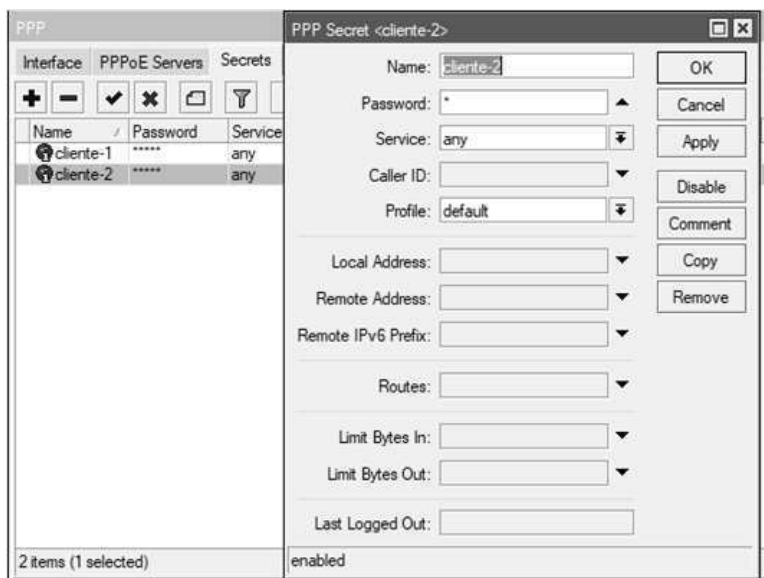 PPP
Interface PPPoE Servers Secrets
Name Password Service
cliente-1 ***** any
cliente-2 ***** any
2 items (1 selected)
PPP Secret <cliente-2>
Name: cliente-2
Password: *
Service: any
Caller ID:
Profile: default
Local Address:
Remote Address:
Remote IPv6 Prefix:
Routes:
Limit Bytes In:
Limit Bytes Out:
Last Logged Out:
enabled
OK
Cancel
Apply
Disable
Comment
Copy
Remove